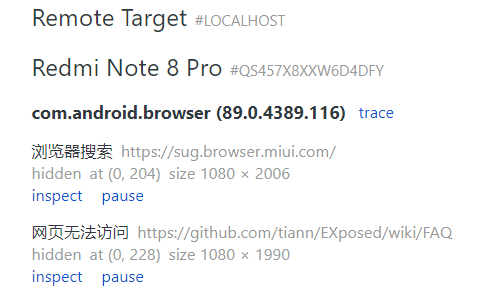 Remote Target #LOCALHOST
Redmi Note 8 Pro #QS457X8XXW6D4DFY
com.android.browser (89.0.4389.116) trace
浏览器搜索 https://sug.browser.miui.com/
hidden at (0, 204) size 1080 × 2006
inspect pause
网页无法访问 https://github.com/tiann/EXposed/wiki/FAQ
hidden at (0, 228) size 1080 × 1990
inspect pause